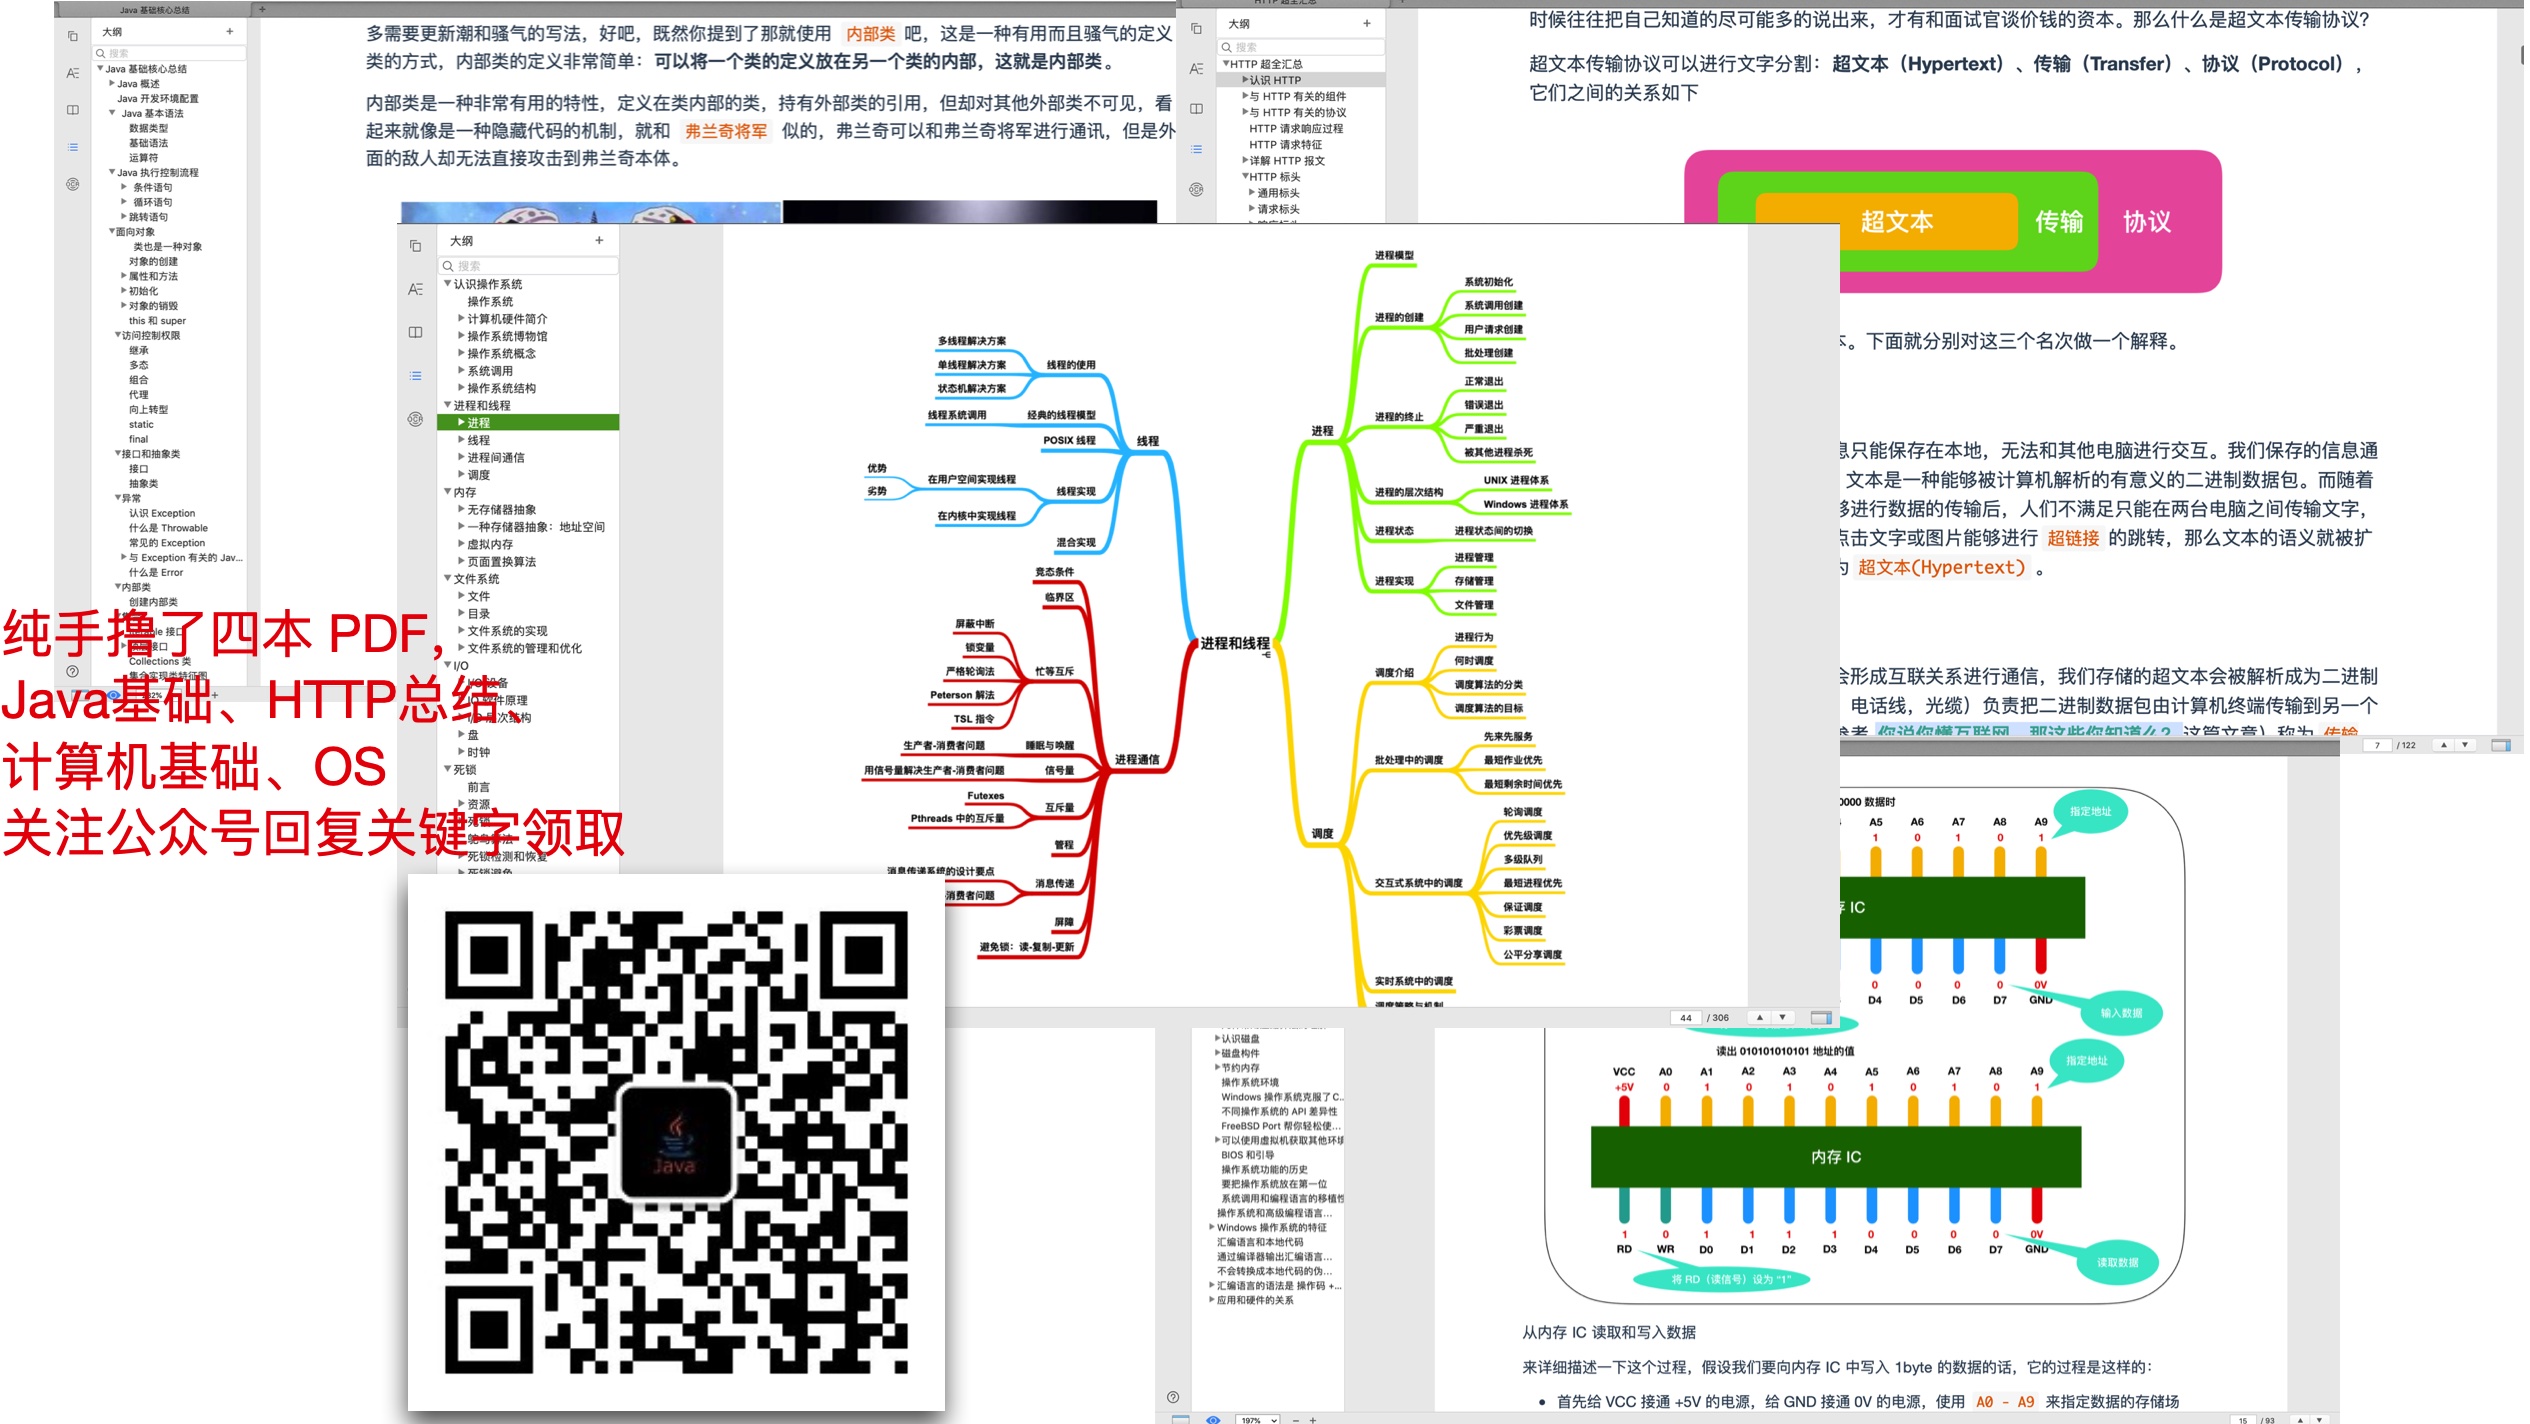 Java 基础核心总结
大纲
搜索
Java 基础核心总结
Java 概述
Java 开发环境配置
Java 基本语法
数据类型
基础语法
运算符
Java 执行控制流程
条件语句
循环语句
跳转语句
面向对象
类也是一种对象
对象的创建
属性和方法
初始化
对象的销毁
this 和 super
访问控制权限
继承
多态
组合
代理
向上转型
static
final
接口和抽象类
接口
抽象类
异常
认识 Exception
什么是 Throwable
常见的 Exception
与 Exception 有关的 Jav...
什么是 Error
内部类
创建内部类
Collections 类
集合实现类特征图
多需要更新潮和骚气的写法，好吧，既然你提到了那就使用 内部类 吧，这是一种有用而且骚气的定义
类的方式，内部类的定义非常简单：可以将一个类的定义放在另一个类的内部，这就是内部类。
内部类是一种非常有用的特性，定义在类内部的类，持有外部类的引用，但却对其他外部类不可见，看
起来就像是一种隐藏代码的机制，就和 弗兰奇将军 似的，弗兰奇可以和弗兰奇将军进行通讯，但是外
面的敌人却无法直接攻击到弗兰奇本体。
HTTP 超全汇总
大纲
搜索
HTTP 超全汇总
认识 HTTP
与 HTTP 有关的组件
与 HTTP 有关的协议
HTTP 请求响应过程
HTTP 请求特征
详解 HTTP 报文
HTTP 标头
通用标头
请求标头
时候往往把自己知道的尽可能多的说出来，才有和面试官谈价钱的资本。那么什么是超文本传输协议？
超文本传输协议可以进行文字分割：超文本（Hypertext）、传输（Transfer）、协议（Protocol），
它们之间的关系如下
超文本 传输 协议
。下面就分别对这三个名次做一个解释。
息只能保存在本地，无法和其他电脑进行交互。我们保存的信息通
文本是一种能够被计算机解析的有意义的二进制数据包。而随着
够进行数据的传输后，人们不满足只能在两台电脑之间传输文字，
点击文字或图片能够进行 超链接 的跳转，那么文本的语义就被扩
为 超文本(Hypertext) 。
会形成互联关系进行通信，我们存储的超文本会被解析成为二进制
电话线，光缆）负责把二进制数据包由计算机终端传输到另一个
参考 你说你懂互联网，那这些你知道么？ 这篇文章）称为 传输
7 / 122
大纲
搜索
认识操作系统
操作系统
计算机硬件简介
操作系统博物馆
操作系统概念
系统调用
操作系统结构
进程和线程
进程
线程
进程间通信
调度
内存
无存储器抽象
一种存储器抽象：地址空间
虚拟内存
页面置换算法
文件系统
文件
目录
文件系统的实现
文件系统的管理和优化
I/O
I/O 设备
IO 软件原理
I/O 层次结构
盘
时钟
死锁
前言
资源
死锁
死锁检测和恢复
死锁避免
进程和线程
线程
线程的使用
多线程解决方案
单线程解决方案
状态机解决方案
经典的线程模型
线程系统调用
POSIX 线程
线程实现
在用户空间实现线程
优势
劣势
在内核中实现线程
混合实现
进程通信
竞态条件
临界区
忙等互斥
屏蔽中断
锁变量
严格轮询法
Peterson 解法
TSL 指令
睡眠与唤醒
生产者-消费者问题
信号量
用信号量解决生产者-消费者问题
互斥量
Futexes
Pthreads 中的互斥量
管程
消息传递
消息传递系统的设计要点
消费者问题
屏障
避免锁：读-复制-更新
进程
进程模型
进程的创建
系统初始化
系统调用创建
用户请求创建
批处理创建
进程的终止
正常退出
错误退出
严重退出
被其他进程杀死
进程的层次结构
UNIX 进程体系
Windows 进程体系
进程状态
进程状态间的切换
进程实现
进程管理
存储管理
文件管理
调度
调度介绍
进程行为
何时调度
调度算法的分类
调度算法的目标
批处理中的调度
先来先服务
最短作业优先
最短剩余时间优先
交互式系统中的调度
轮询调度
优先级调度
多级队列
最短进程优先
保证调度
彩票调度
公平分享调度
实时系统中的调度
调度策略与机制
44 / 306
纯手撸了四本 PDF，
Java基础、HTTP总结、
计算机基础、OS
关注公众号回复关键字领取
Java
认识磁盘
磁盘构件
节约内存
操作系统环境
Windows 操作系统克服了C..
不同操作系统的 API 差异性
FreeBSD Port 帮你轻松使...
可以使用虚拟机获取其他环境
BIOS 和引导
操作系统功能的历史
要把操作系统放在第一位
系统调用和编程语言的移植性
操作系统和高级编程语言...
Windows 操作系统的特征
汇编语言和本地代码
通过编译器输出汇编语言...
不会转换成本地代码的伪...
汇编语言的语法是 操作码 +...
应用和硬件的关系
197%
0000 数据时
指定地址
A5 A6 A7 A8 A9
1 0 1 0 1
IC
0 0 0 0 0V
D4 D5 D6 D7 GND
输入数据
读出 010101010101 地址的值
指定地址
VCC A0 A1 A2 A3 A4 A5 A6 A7 A8 A9
+5V 0 1 0 1 0 1 0 1 0 1
内存 IC
1 0 1 1 1 1 0 0 0 0 0V
RD WR D0 D1 D2 D3 D4 D5 D6 D7 GND
将 RD（读信号）设为 “1”
读取数据
从内存 IC 读取和写入数据
来详细描述一下这个过程，假设我们要向内存 IC 中写入 1byte 的数据的话，它的过程是这样的：
• 首先给 VCC 接通 +5V 的电源，给 GND 接通 0V 的电源，使用 A0 - A9 来指定数据的存储场
15 / 93